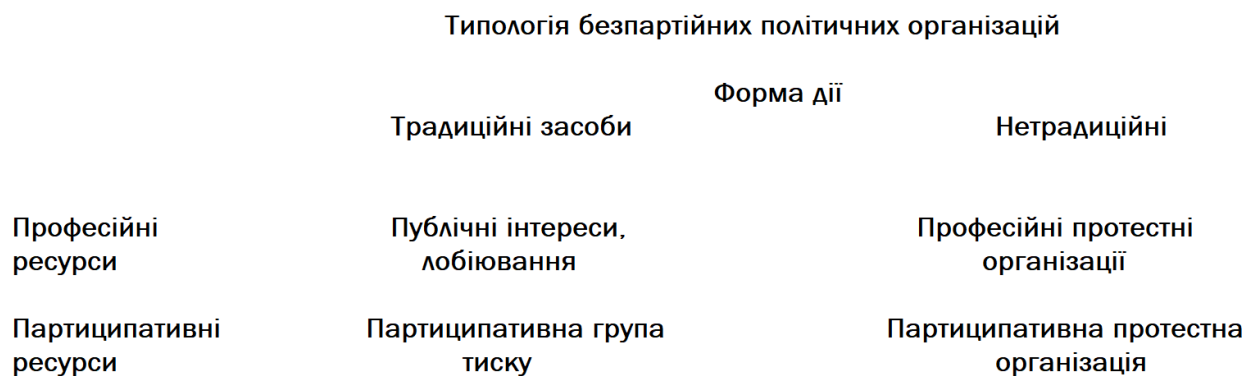 Типологія безпартійних політичних організацій
Форма дії
Традиційні засоби Нетрадиційні
Професійні Публічні інтереси, Професійні протестні
ресурси лобіювання організації
Партиципативні Партиципативна група Партиципативна протестна
ресурси тиску організація